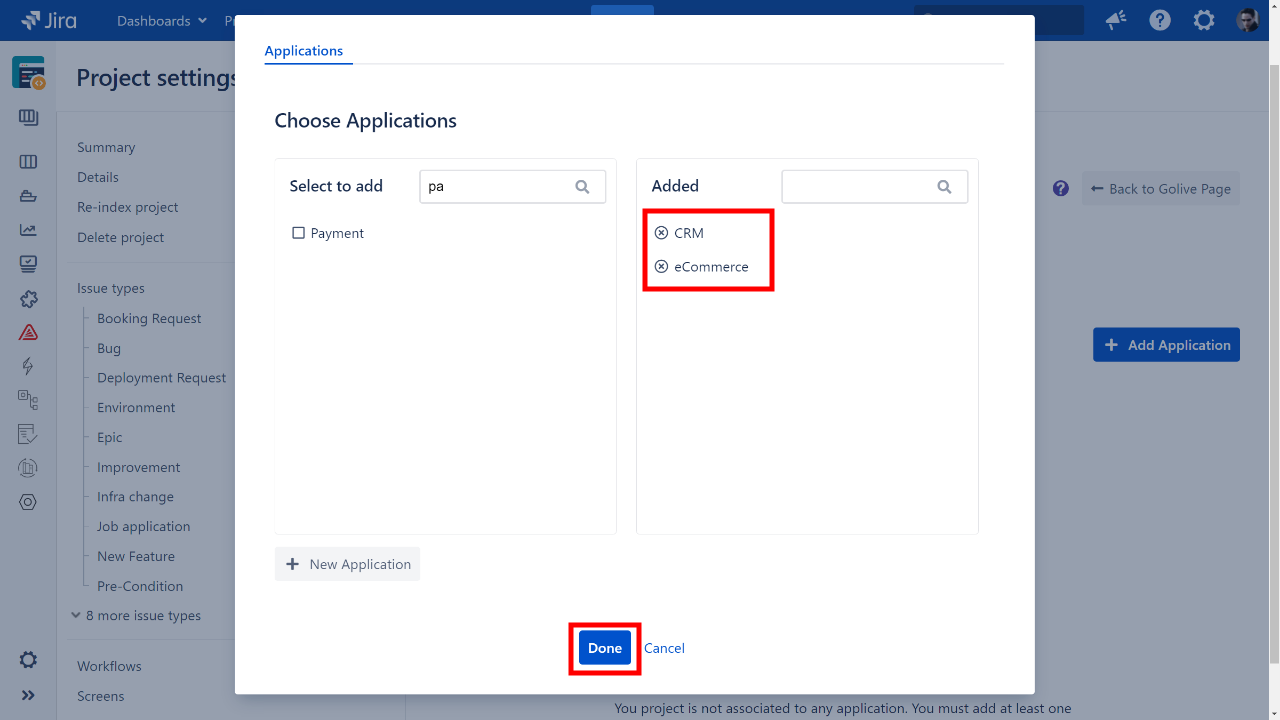 Jira
Dashboards
Applications
Project settings
Choose Applications
Summary
Details
Re-index project
Delete project
Issue types
Booking Request
Bug
Deployment Request
Environment
Epic
Improvement
Infra change
Job application
New Feature
Pre-Condition
8 more issue types
Workflows
Screens
Select to add
pa
Payment
Added
CRM
eCommerce
New Application
Done
Cancel
Back to Golive Page
Add Application
You project is not associated to any application. You must add at least one